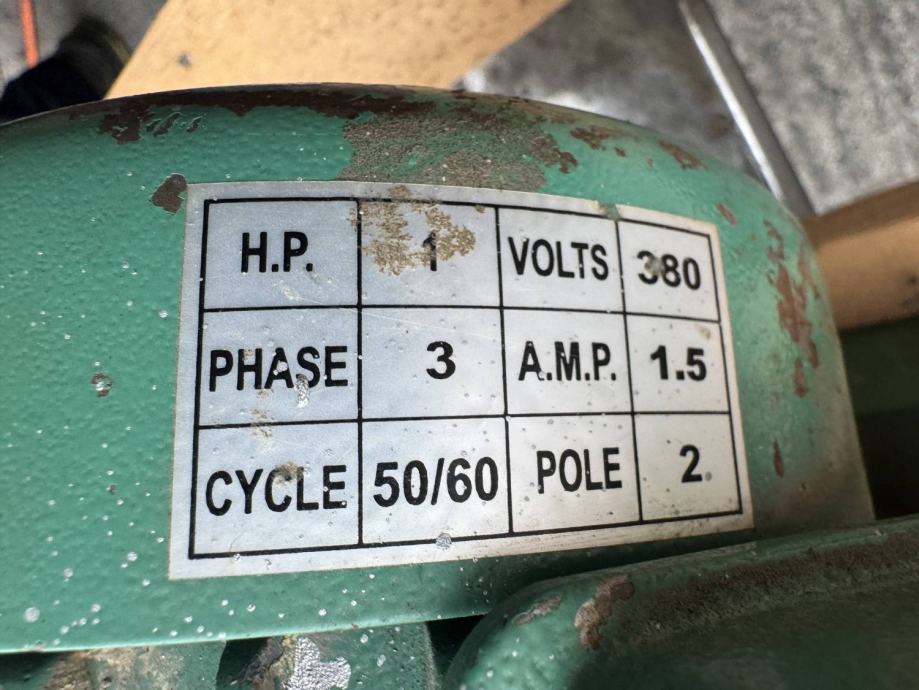 H.P. 1 VOLTS 380
PHASE 3 A.M.P. 1.5
CYCLE 50/60 POLE 2